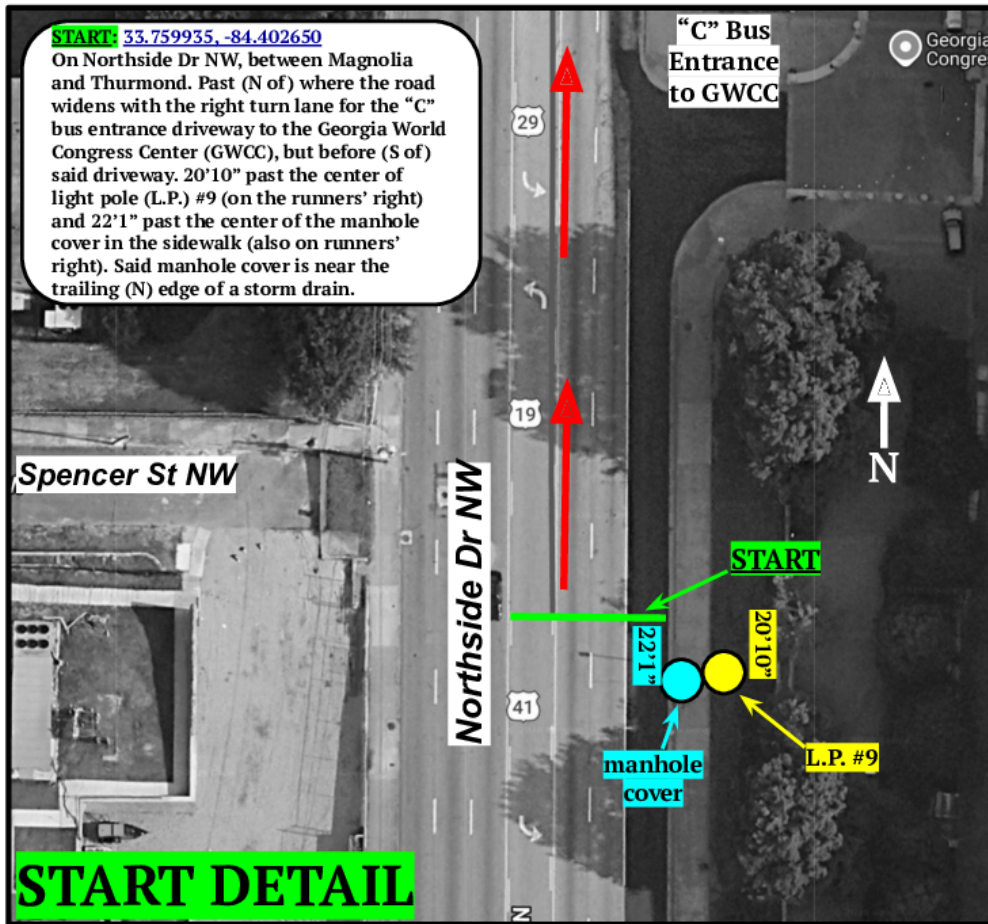 START: 33.759935, -84.402650
On Northside Dr NW, between Magnolia
and Thurmond. Past (N of) where the road
widens with the right turn lane for the “C”
bus entrance driveway to the Georgia World
Congress Center (GWCC), but before (S of)
said driveway. 20’10” past the center of
light pole (L.P.) #9 (on the runners’ right)
and 22’1” past the center of the manhole
cover in the sidewalk (also on runners’
right). Said manhole cover is near the
trailing (N) edge of a storm drain.
“C” Bus
Entrance
to GWCC
Georgia
Congres
29
19
N
Spencer St NW
Northside Dr NW
START
22’1”
20’10”
41
manhole
cover
L.P. #9
START DETAIL
N